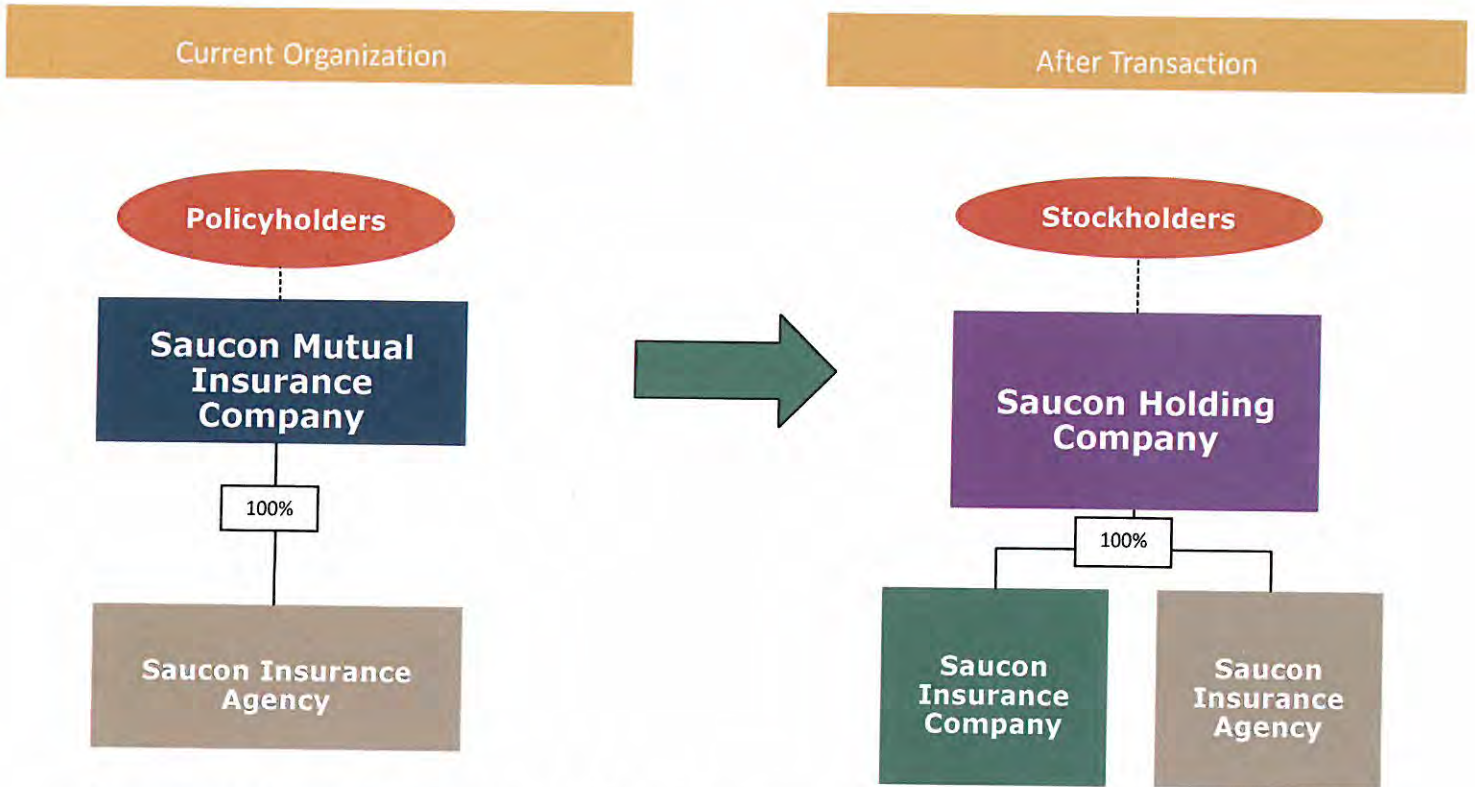 Current Organization
Policyholders
Saucon Mutual
Insurance
Company
100%
Saucon Insurance
Agency
After Transaction
Stockholders
Saucon Holding
Company
100%
Saucon
Insurance
Company
Saucon
Insurance
Agency